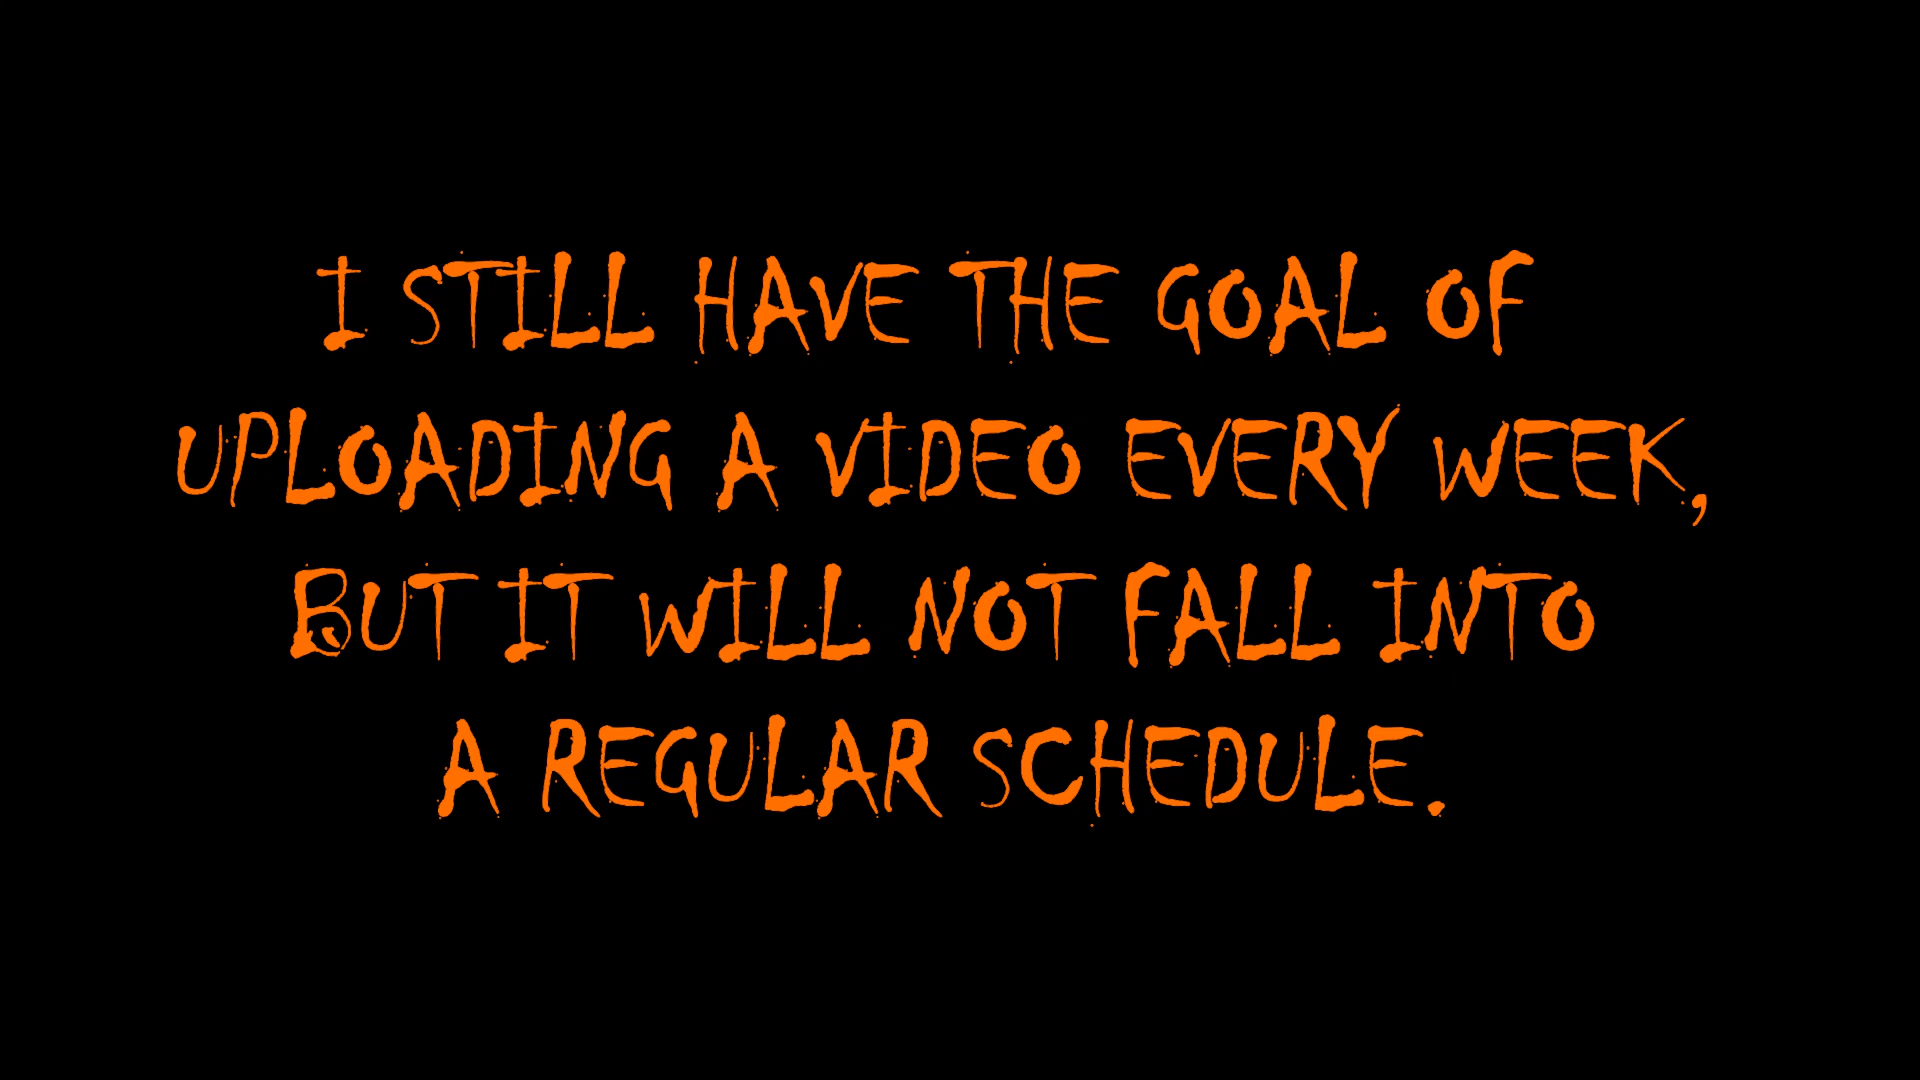 I STILL HAVE THE GOAL OF
UPLOADING A VIDEO EVERY WEEK,
BUT IT WILL NOT FALL INTO
A REGULAR SCHEDULE.